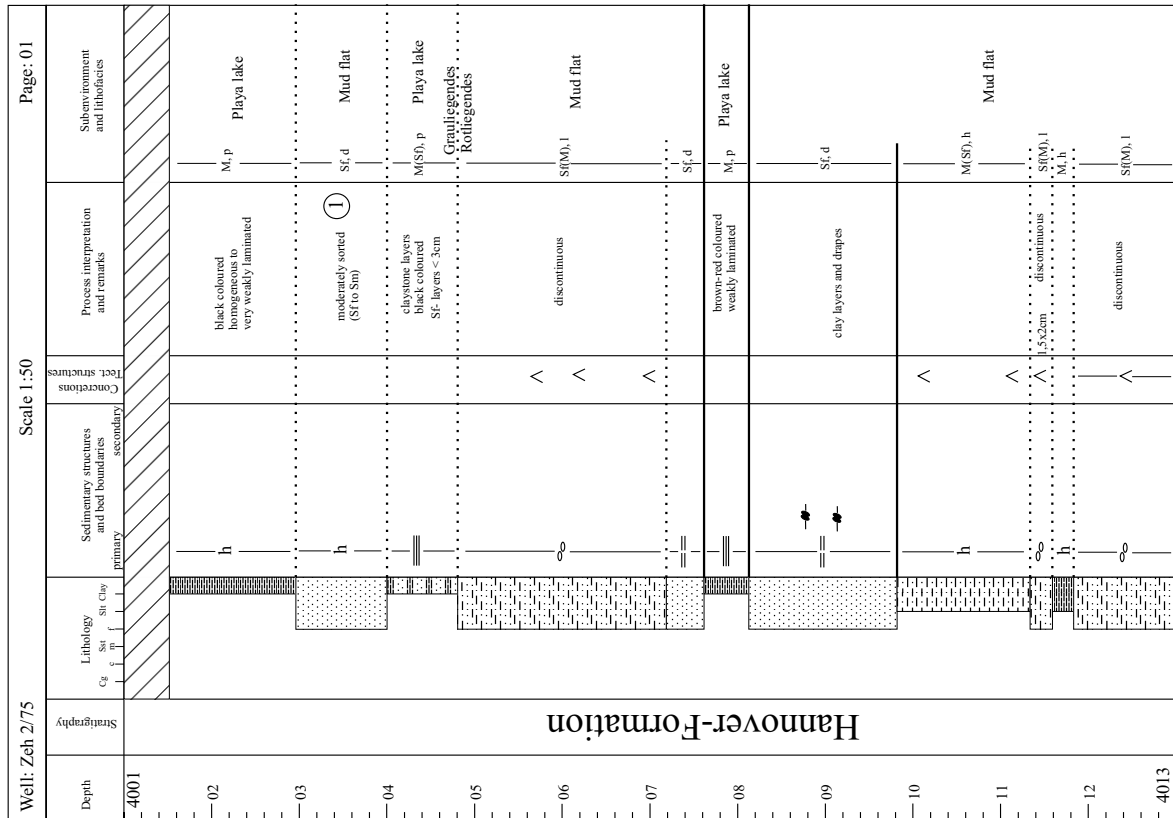 Well: Zeh 2/75
Scale 1:50
Page: 01
Depth
Stratigraphy
Lithology
Cg
c
m
Sst
f
Slt
Clay
Sedimentary structures
and bed boundaries
primary
secondary
Concretions
Tect. structures
Process interpretation
and remarks
Subenvironment
and lithofacies
4001
02
03
04
05
06
07
08
09
10
11
12
4013
Hannover-Formation
h
h
h
h
black coloured
homogeneous to
very weakly laminated
moderately sorted
(Sf to Sm)
1
claystone layers
black coloured
Sf- layers < 3cm
discontinuous
brown-red coloured
weakly laminated
clay layers and drapes
1,5x2cm
discontinuous
discontinuous
M, p
Playa lake
Sf, d
Mud flat
M(Sf), p
Playa lake
Grauliegendes
Rotliegendes
Sf(M), l
Mud flat
Sf, d
M, p
Playa lake
Sf, d
M(Sf), h
Mud flat
Sf(M), l
M, h
Sf(M), l